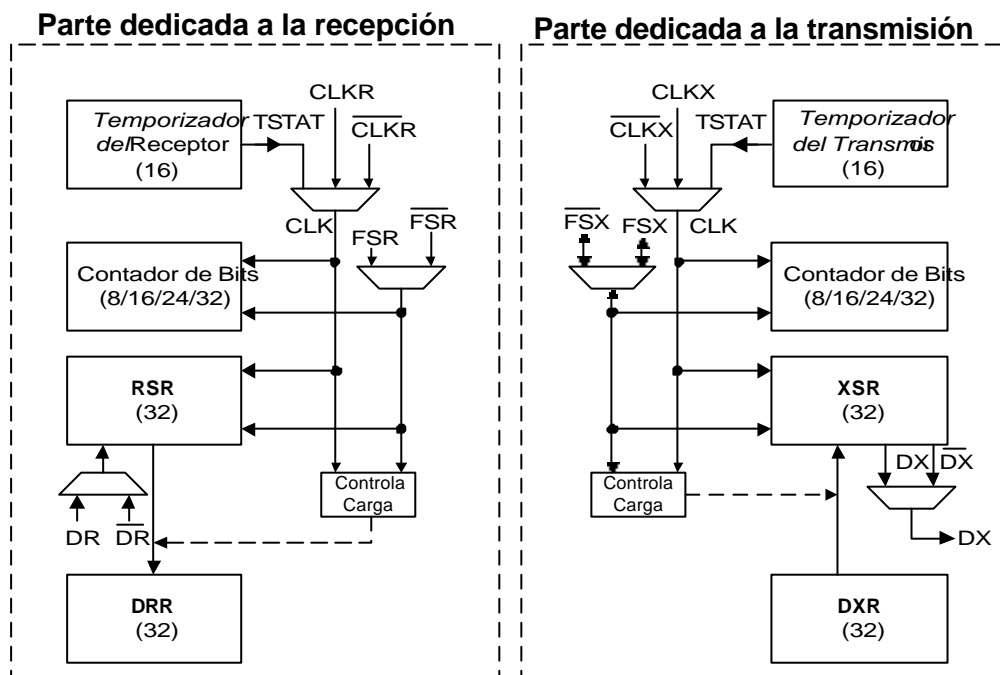 Parte dedicada a la recepción
CLKR
Temporizador
delReceptor
(16)
TSTAT
CLKR
CLK
FSR
FSR
Contador de Bits
(8/16/24/32)
RSR
(32)
Controla
Carga
DR
DR
DRR
(32)
Parte dedicada a la transmisión
CLKX
CLKX
TSTAT
Temporizador
del Transmisor
(16)
FSX
FSX
CLK
Contador de Bits
(8/16/24/32)
XSR
(32)
Controla
Carga
DX
DX
DX
DXR
(32)